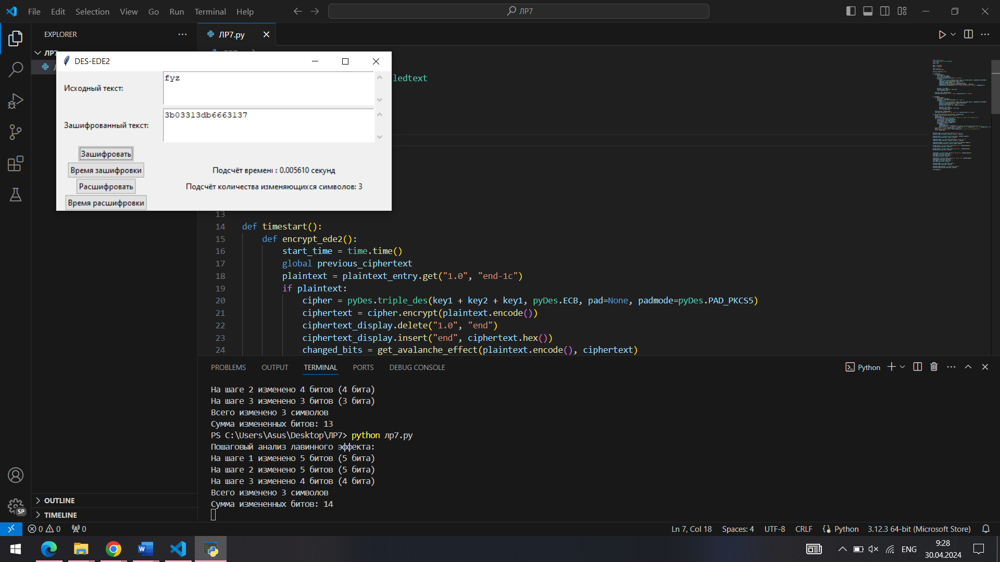 File Edit Selection View Go Run Terminal Help
ЛР7
EXPLORER
ЛР7.py
ЛР7
DES-EDE2
Исходный текст:
fyz
ledtext
Зашифрованный текст:
3b03313db6663137
Зашифровать
Время зашифровки
Подсчёт времени : 0.005610 секунд
Расшифровать
Подсчёт количества изменяющихся символов: 3
Время расшифровки
13
14 def timestart():
15 def encrypt_ede2():
16 start_time = time.time()
17 global previous_ciphertext
18 plaintext = plaintext_entry.get("1.0", "end-1c")
19 if plaintext:
20 cipher = pyDes.triple_des(key1 + key2 + key1, pyDes.ECB, pad=None, padmode=pyDes.PAD_PKCS5)
21 ciphertext = cipher.encrypt(plaintext.encode())
22 ciphertext_display.delete("1.0", "end")
23 ciphertext_display.insert("end", ciphertext.hex())
24 changed_bits = get_avalanche_effect(plaintext.encode(), ciphertext)
PROBLEMS OUTPUT TERMINAL PORTS DEBUG CONSOLE
Python
На шаге 2 изменено 4 битов (4 бита)
На шаге 3 изменено 3 битов (3 бита)
Всего изменено 3 символов
Сумма измененных битов: 13
PS C:\Users\Asus\Desktop\ЛР7> python лр7.py
Пошаговый анализ лавинного эффекта:
На шаге 1 изменено 5 битов (5 бита)
На шаге 2 изменено 5 битов (5 бита)
На шаге 3 изменено 4 битов (4 бита)
Всего изменено 3 символов
Сумма измененных битов: 14
OUTLINE
TIMELINE
SP
0 0 0
Ln 7, Col 18 Spaces: 4 UTF-8 CRLF Python 3.12.3 64-bit (Microsoft Store)
ENG
9:28
30.04.2024